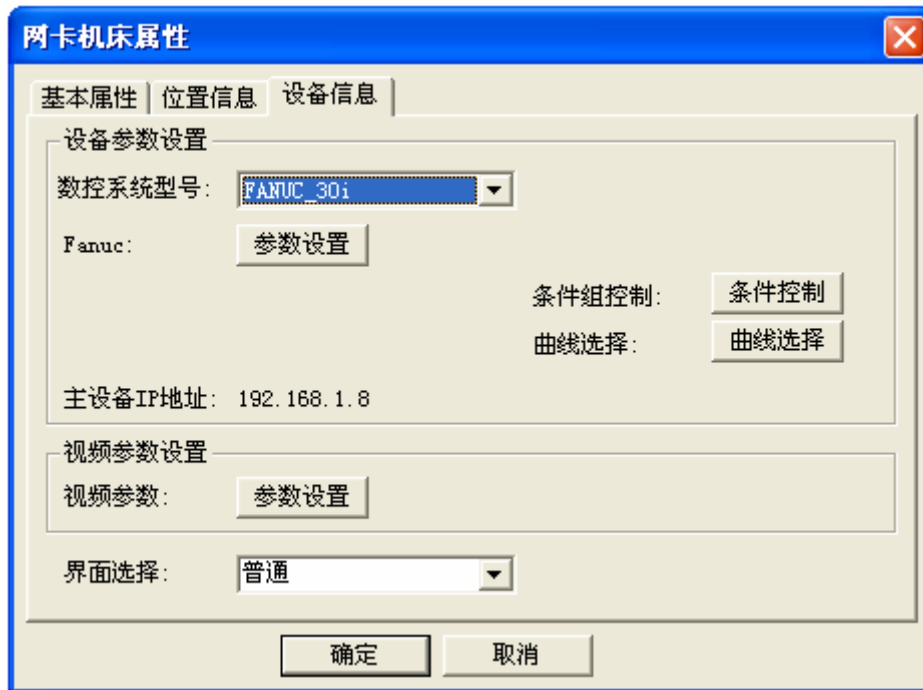 网卡机床属性
基本属性 位置信息 设备信息
设备参数设置
数控系统型号: FANUC_30i
Fanuc: 参数设置
条件组控制: 条件控制
曲线选择: 曲线选择
主设备IP地址: 192.168.1.8
视频参数设置
视频参数: 参数设置
界面选择: 普通
确定 取消